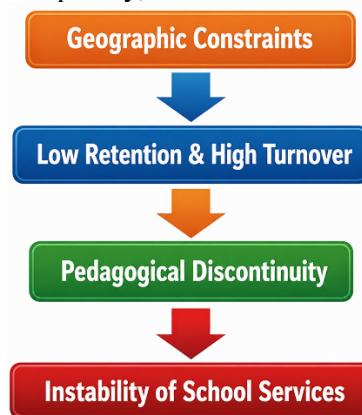 Geographic Constraints
Low Retention & High Turnover
Pedagogical Discontinuity
Instability of School Services